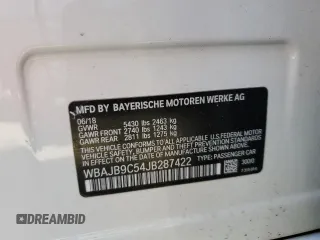 MFD BY BAYERISCHE MOTOREN WERKE AG
06/18
GVWR 5430 lbs 2463 kg
GAWR FRONT 2740 lbs 1243 kg
GAWR REAR 2811 lbs 1275 kg
THIS VEHICLE CONFORMS TO ALL APPLICABLE
FEDERAL MOTOR VEHICLE SAFETY, BUMPER,
AND THEFT PREVENTION STANDARDS IN EFFECT
ON THE DATE OF MANUFACTURE SHOWN ABOVE.
WBAJB9C54JB287422 TYPE: PASSENGER CAR
DREAMBID